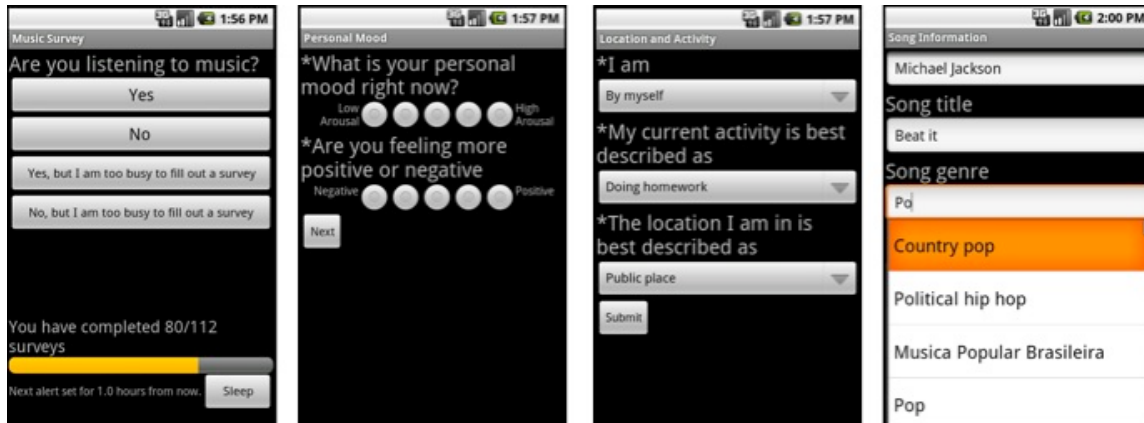 1:56 PM
Music Survey
Are you listening to music?
Yes
No
Yes, but I am too busy to fill out a survey
No, but I am too busy to fill out a survey
You have completed 80/112
surveys
Next alert set for 1.0 hours from now.
Sleep
1:57 PM
Personal Mood
*What is your personal
mood right now?
Low
Arousal
High
Arousal
*Are you feeling more
positive or negative
Negative
Positive
Next
1:57 PM
Location and Activity
*I am
By myself
*My current activity is best
described as
Doing homework
*The location I am in is
best described as
Public place
Submit
3G
2:00 PM
Song Information
Michael Jackson
Song title
Beat it
Song genre
Po
Country pop
Political hip hop
Musica Popular Brasileira
Pop